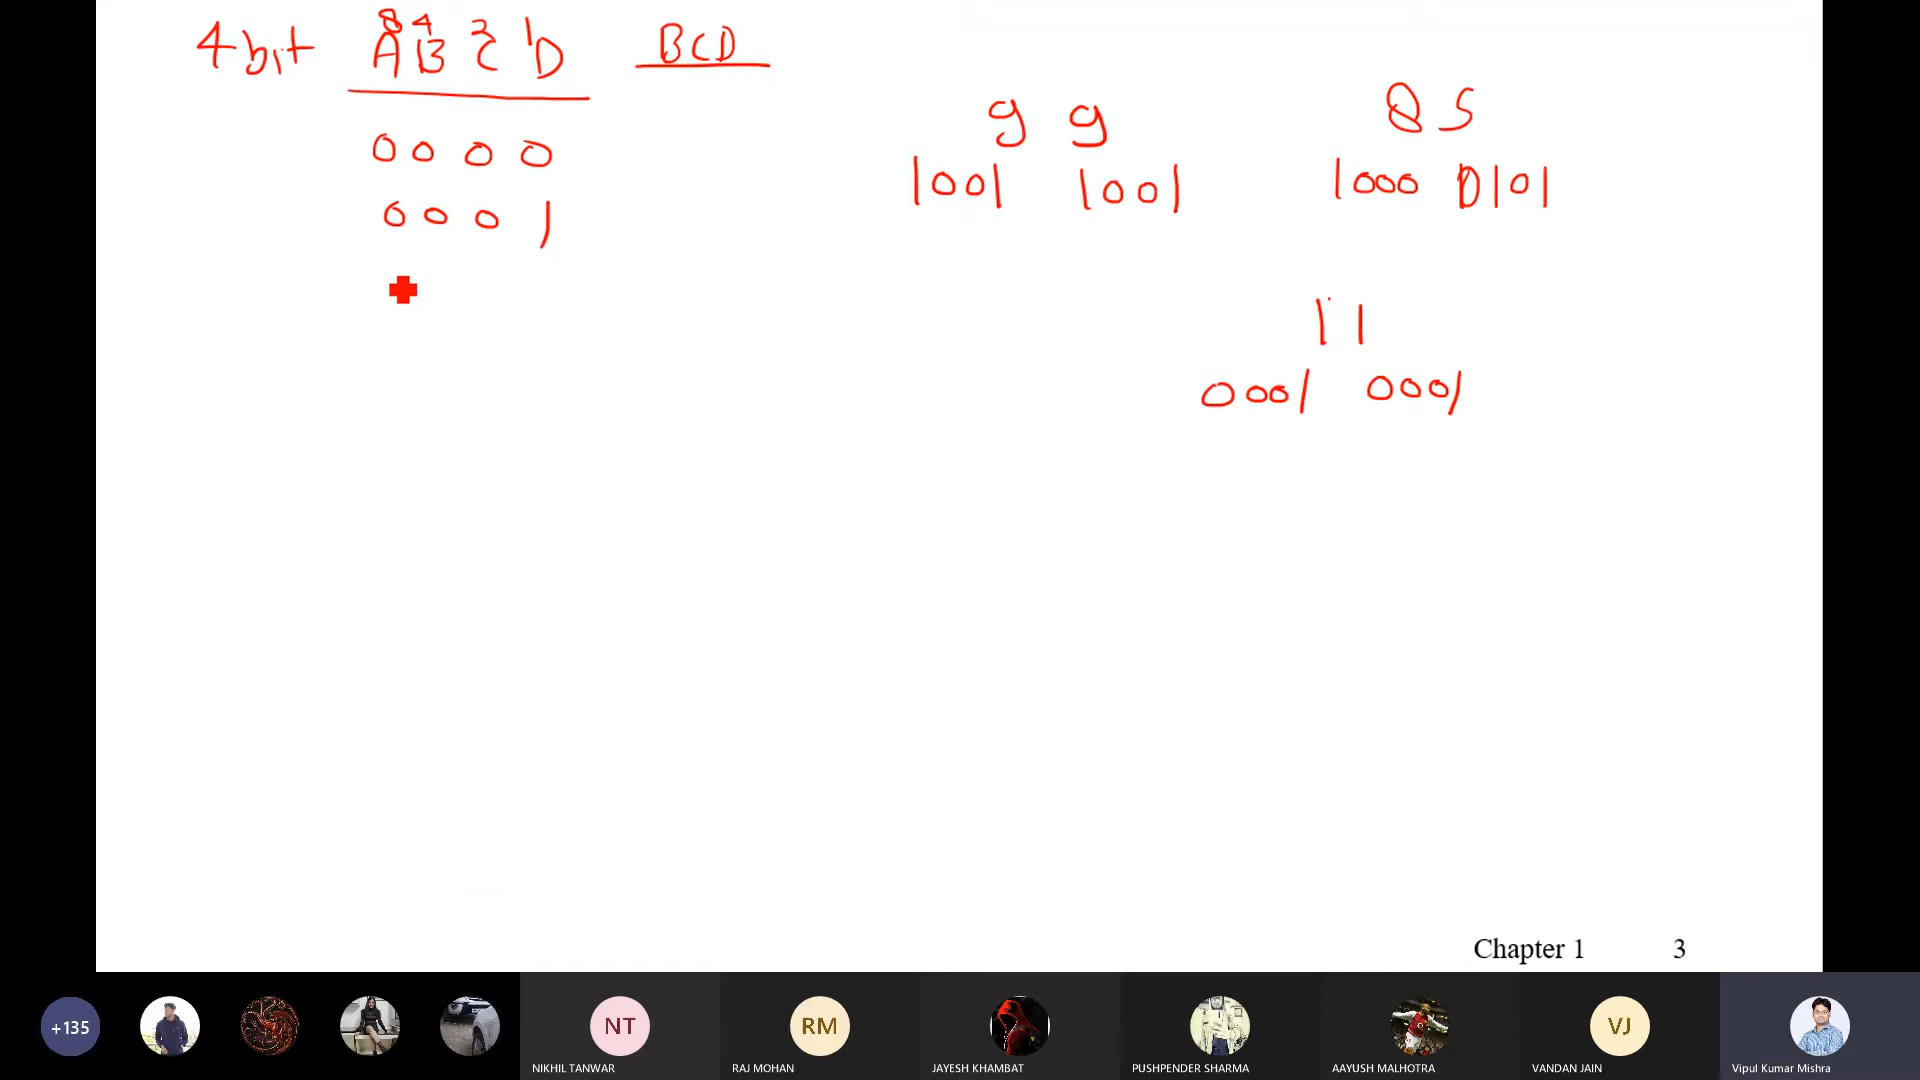 8 4 2 1
4 bit A B C D BCD
0 0 0 0
0 0 0 1
9 9
1001 1001
8 5
1000 0101
1 1
0001 0001
Chapter 1 3
+135
NT
RM
VJ
NIKHIL TANWAR
RAJ MOHAN
JAYESH KHAMBAT
PUSHPENDER SHARMA
AAYUSH MALHOTRA
VANDAN JAIN
Vipul Kumar Mishra